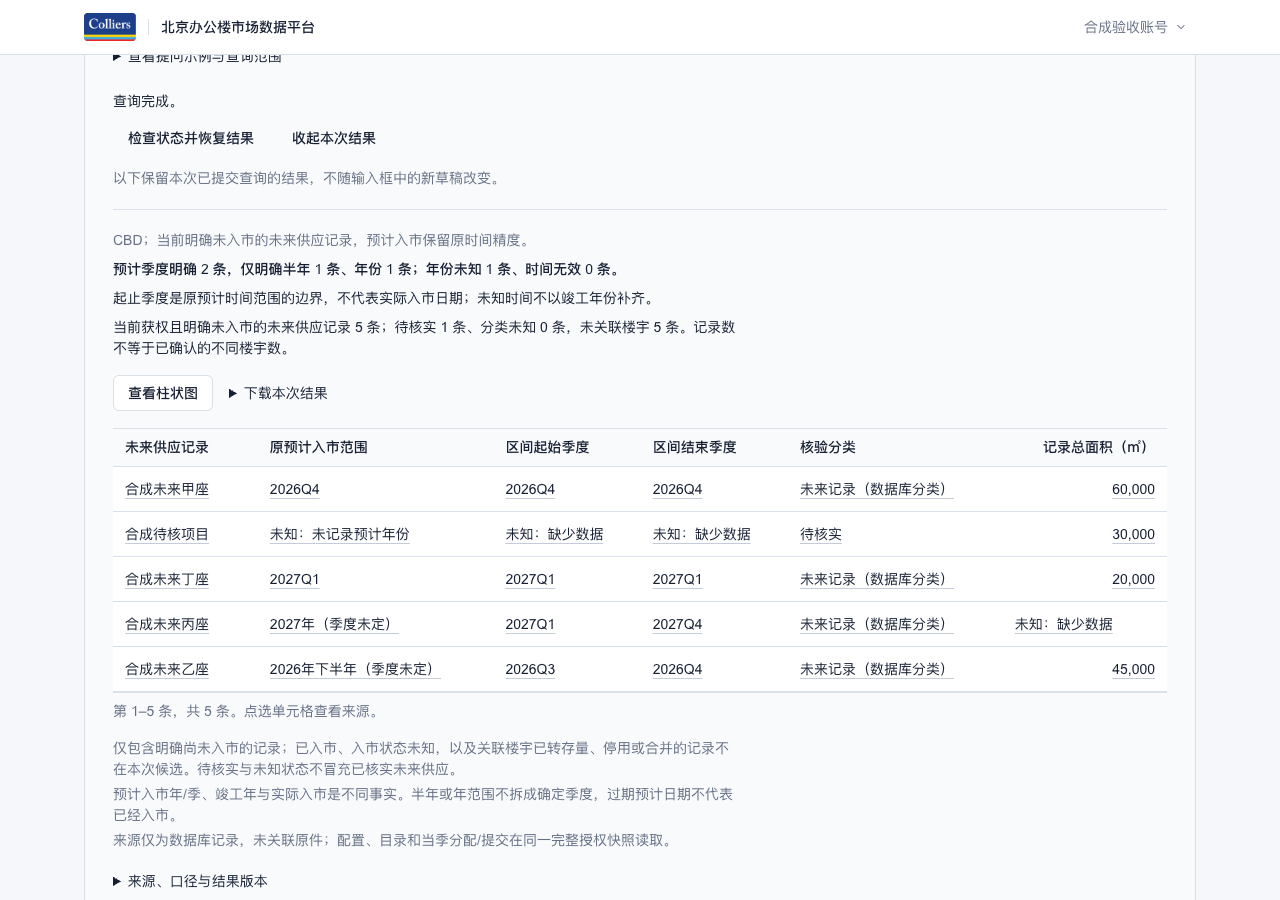 Colliers
北京办公楼市场数据平台
合成验收账号
查看提问示例与查询范围
查询完成。
检查状态并恢复结果
收起本次结果
以下保留本次已提交查询的结果，不随输入框中的新草稿改变。
CBD；当前明确未入市的未来供应记录，预计入市保留原时间精度。
预计季度明确 2 条，仅明确半年 1 条、年份 1 条；年份未知 1 条、时间无效 0 条。
起止季度是原预计时间范围的边界，不代表实际入市日期；未知时间不以竣工年份补齐。
当前获权且明确未入市的未来供应记录 5 条；待核实 1 条、分类未知 0 条，未关联楼宇 5 条。记录数
不等于已确认的不同楼宇数。
查看柱状图
下载本次结果
未来供应记录 原预计入市范围 区间起始季度 区间结束季度 核验分类 记录总面积（㎡）
合成未来甲座 2026Q4 2026Q4 2026Q4 未来记录（数据库分类） 60,000
合成待核项目 未知：未记录预计年份 未知：缺少数据 未知：缺少数据 待核实 30,000
合成未来丁座 2027Q1 2027Q1 2027Q1 未来记录（数据库分类） 20,000
合成未来丙座 2027年（季度未定） 2027Q1 2027Q4 未来记录（数据库分类） 未知：缺少数据
合成未来乙座 2026年下半年（季度未定） 2026Q3 2026Q4 未来记录（数据库分类） 45,000
第 1–5 条，共 5 条。点选单元格查看来源。
仅包含明确尚未入市的记录；已入市、入市状态未知，以及关联楼宇已转存量、停用或合并的记录不
在本次候选。待核实与未知状态不冒充已核实未来供应。
预计入市年/季、竣工年与实际入市是不同事实。半年或年范围不拆成确定季度，过期预计日期不代表
已经入市。
来源仅为数据库记录，未关联原件；配置、目录和当季分配/提交在同一完整授权快照读取。
来源、口径与结果版本